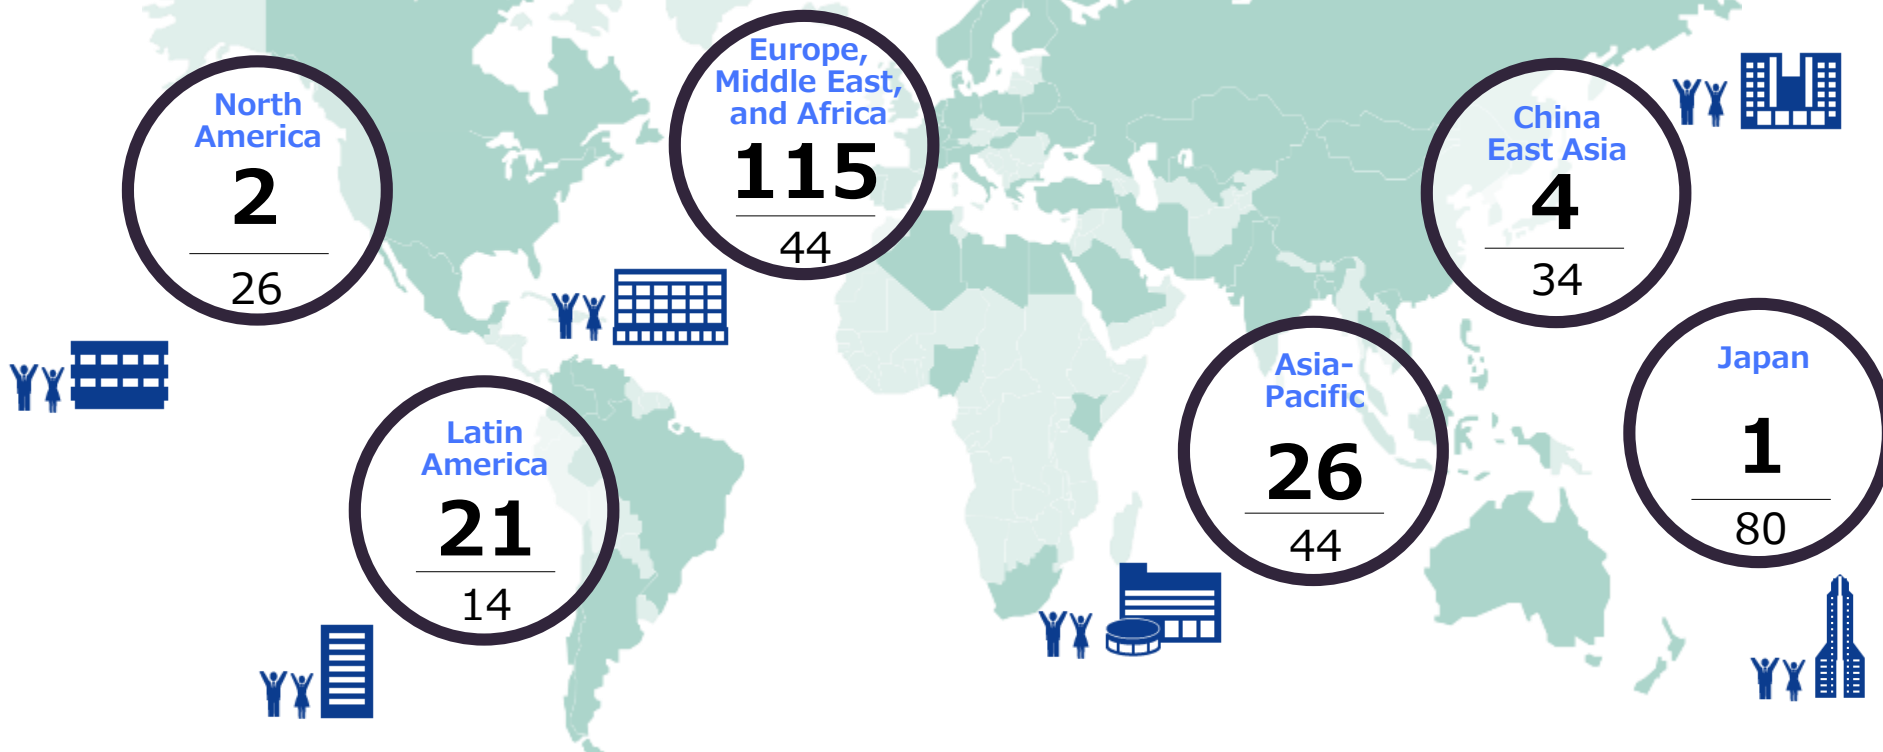 North
America
2
26
Europe,
Middle East,
and Africa
115
44
China
East Asia
4
34
Latin
America
21
14
Asia-
Pacific
26
44
Japan
1
80